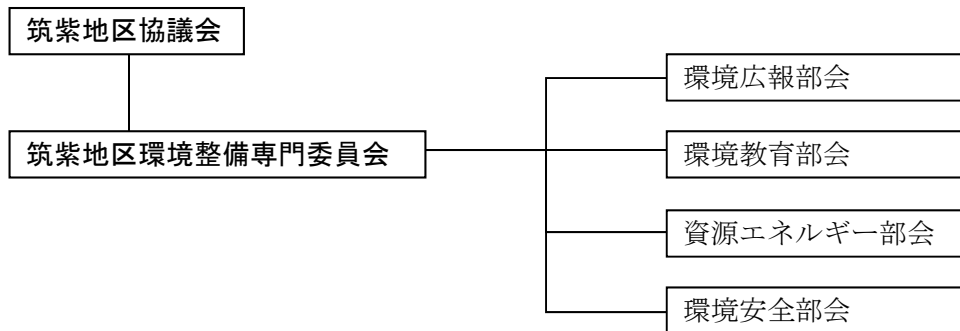 筑紫地区協議会
筑紫地区環境整備専門委員会
環境広報部会
環境教育部会
資源エネルギー部会
環境安全部会